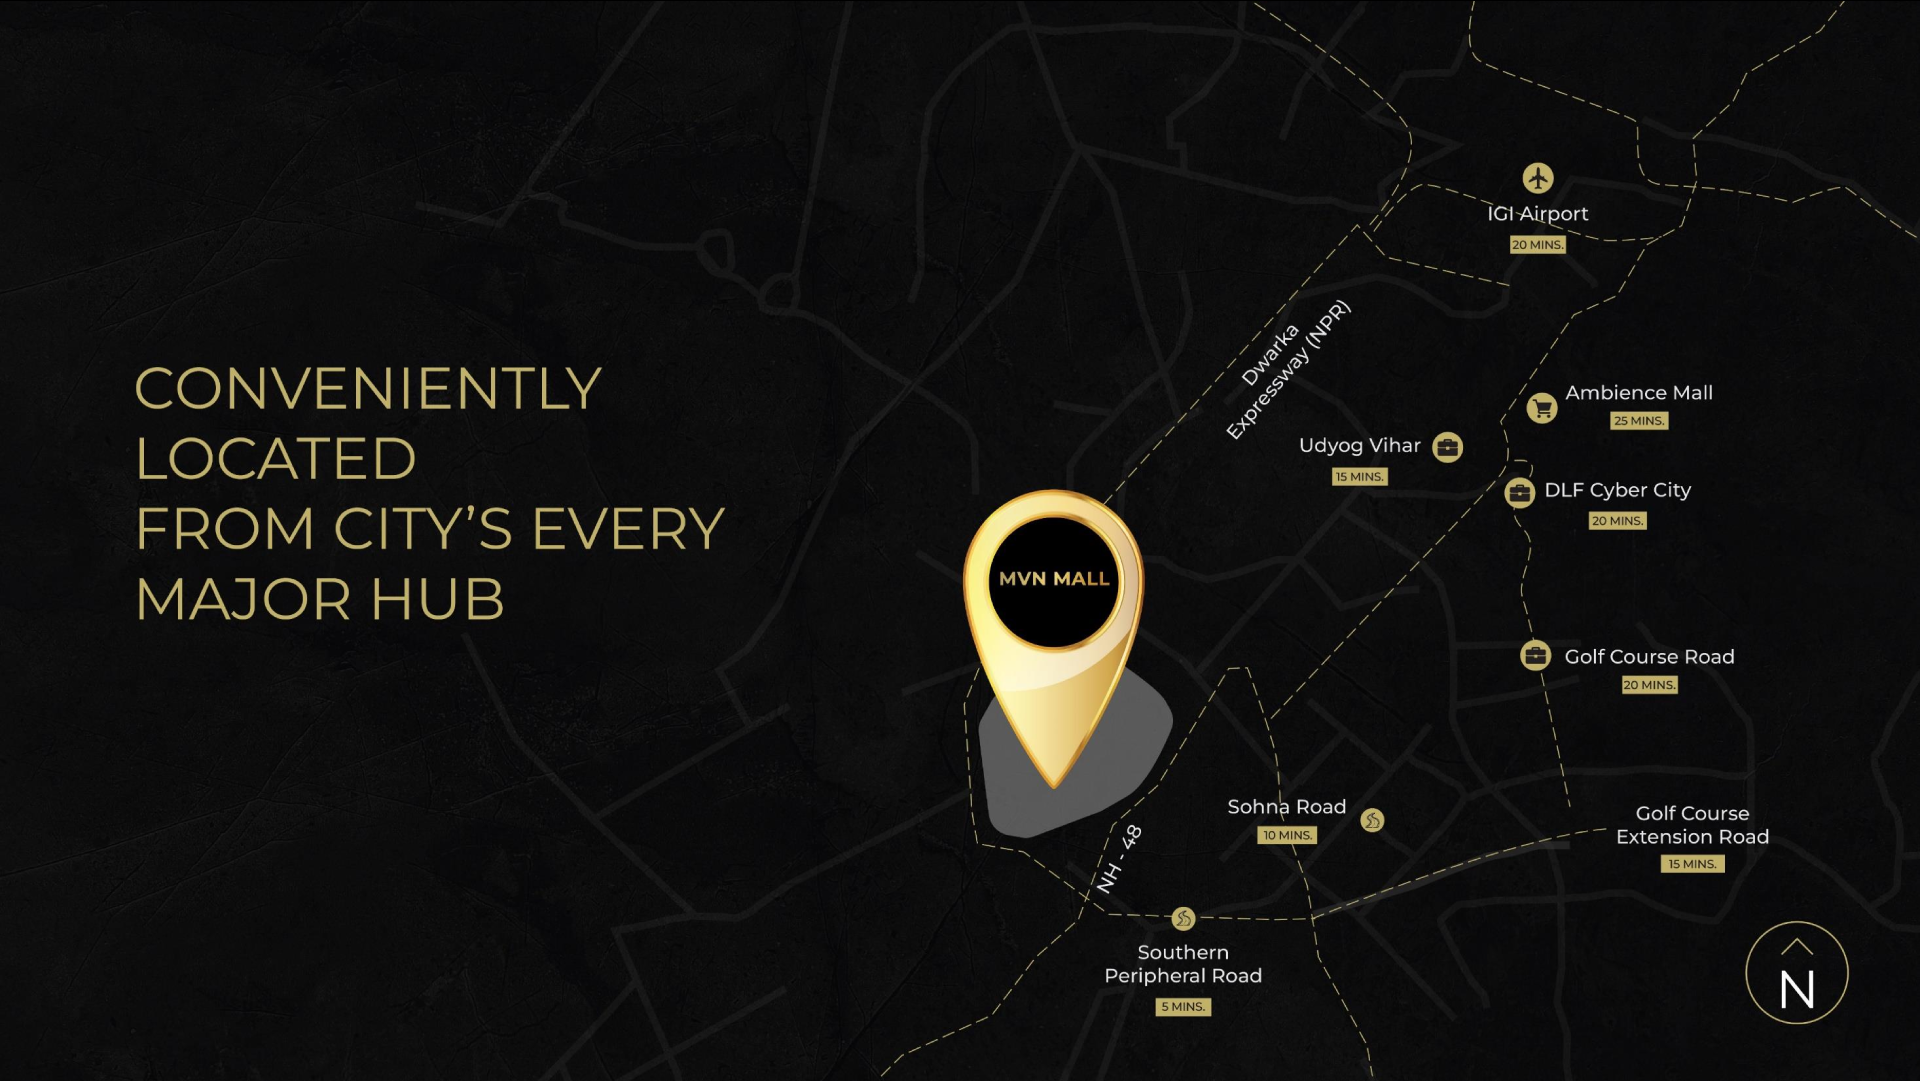 CONVENIENTLY
LOCATED
FROM CITY’S EVERY
MAJOR HUB
IGI Airport
20 MINS.
Dwarka
Expressway (NPR)
Ambience Mall
25 MINS.
Udyog Vihar
15 MINS.
DLF Cyber City
20 MINS.
MVN MALL
Golf Course Road
20 MINS.
Sohna Road
10 MINS.
Golf Course
Extension Road
15 MINS.
NH - 48
Southern
Peripheral Road
5 MINS.
N